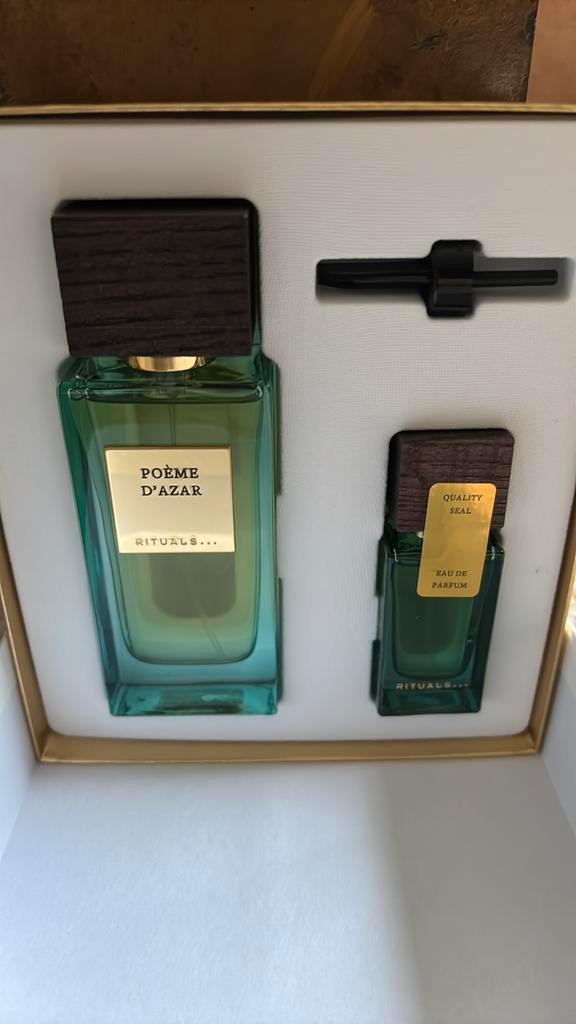 POÈME
D'AZAR
RITUALS...
QUALITY
SEAL
EAU DE
PARFUM
RITUALS...